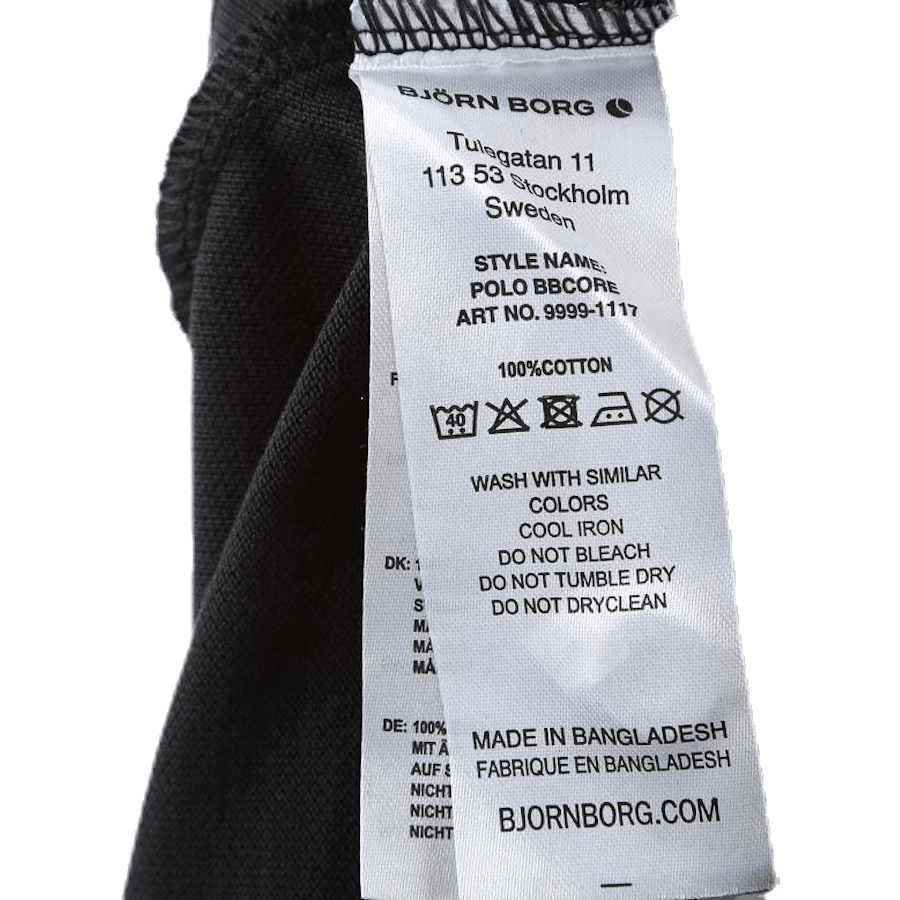 BJÖRN BORG
Tulegatan 11
113 53 Stockholm
Sweden
STYLE NAME:
POLO BBCORE
ART NO. 9999-1117
100%COTTON
40
WASH WITH SIMILAR
COLORS
COOL IRON
DO NOT BLEACH
DO NOT TUMBLE DRY
DO NOT DRYCLEAN
MADE IN BANGLADESH
FABRIQUE EN BANGLADESH
BJORNBORG.COM
DK:
DE: 100%
MIT
AUF
NICHT
NICHT
NICHT